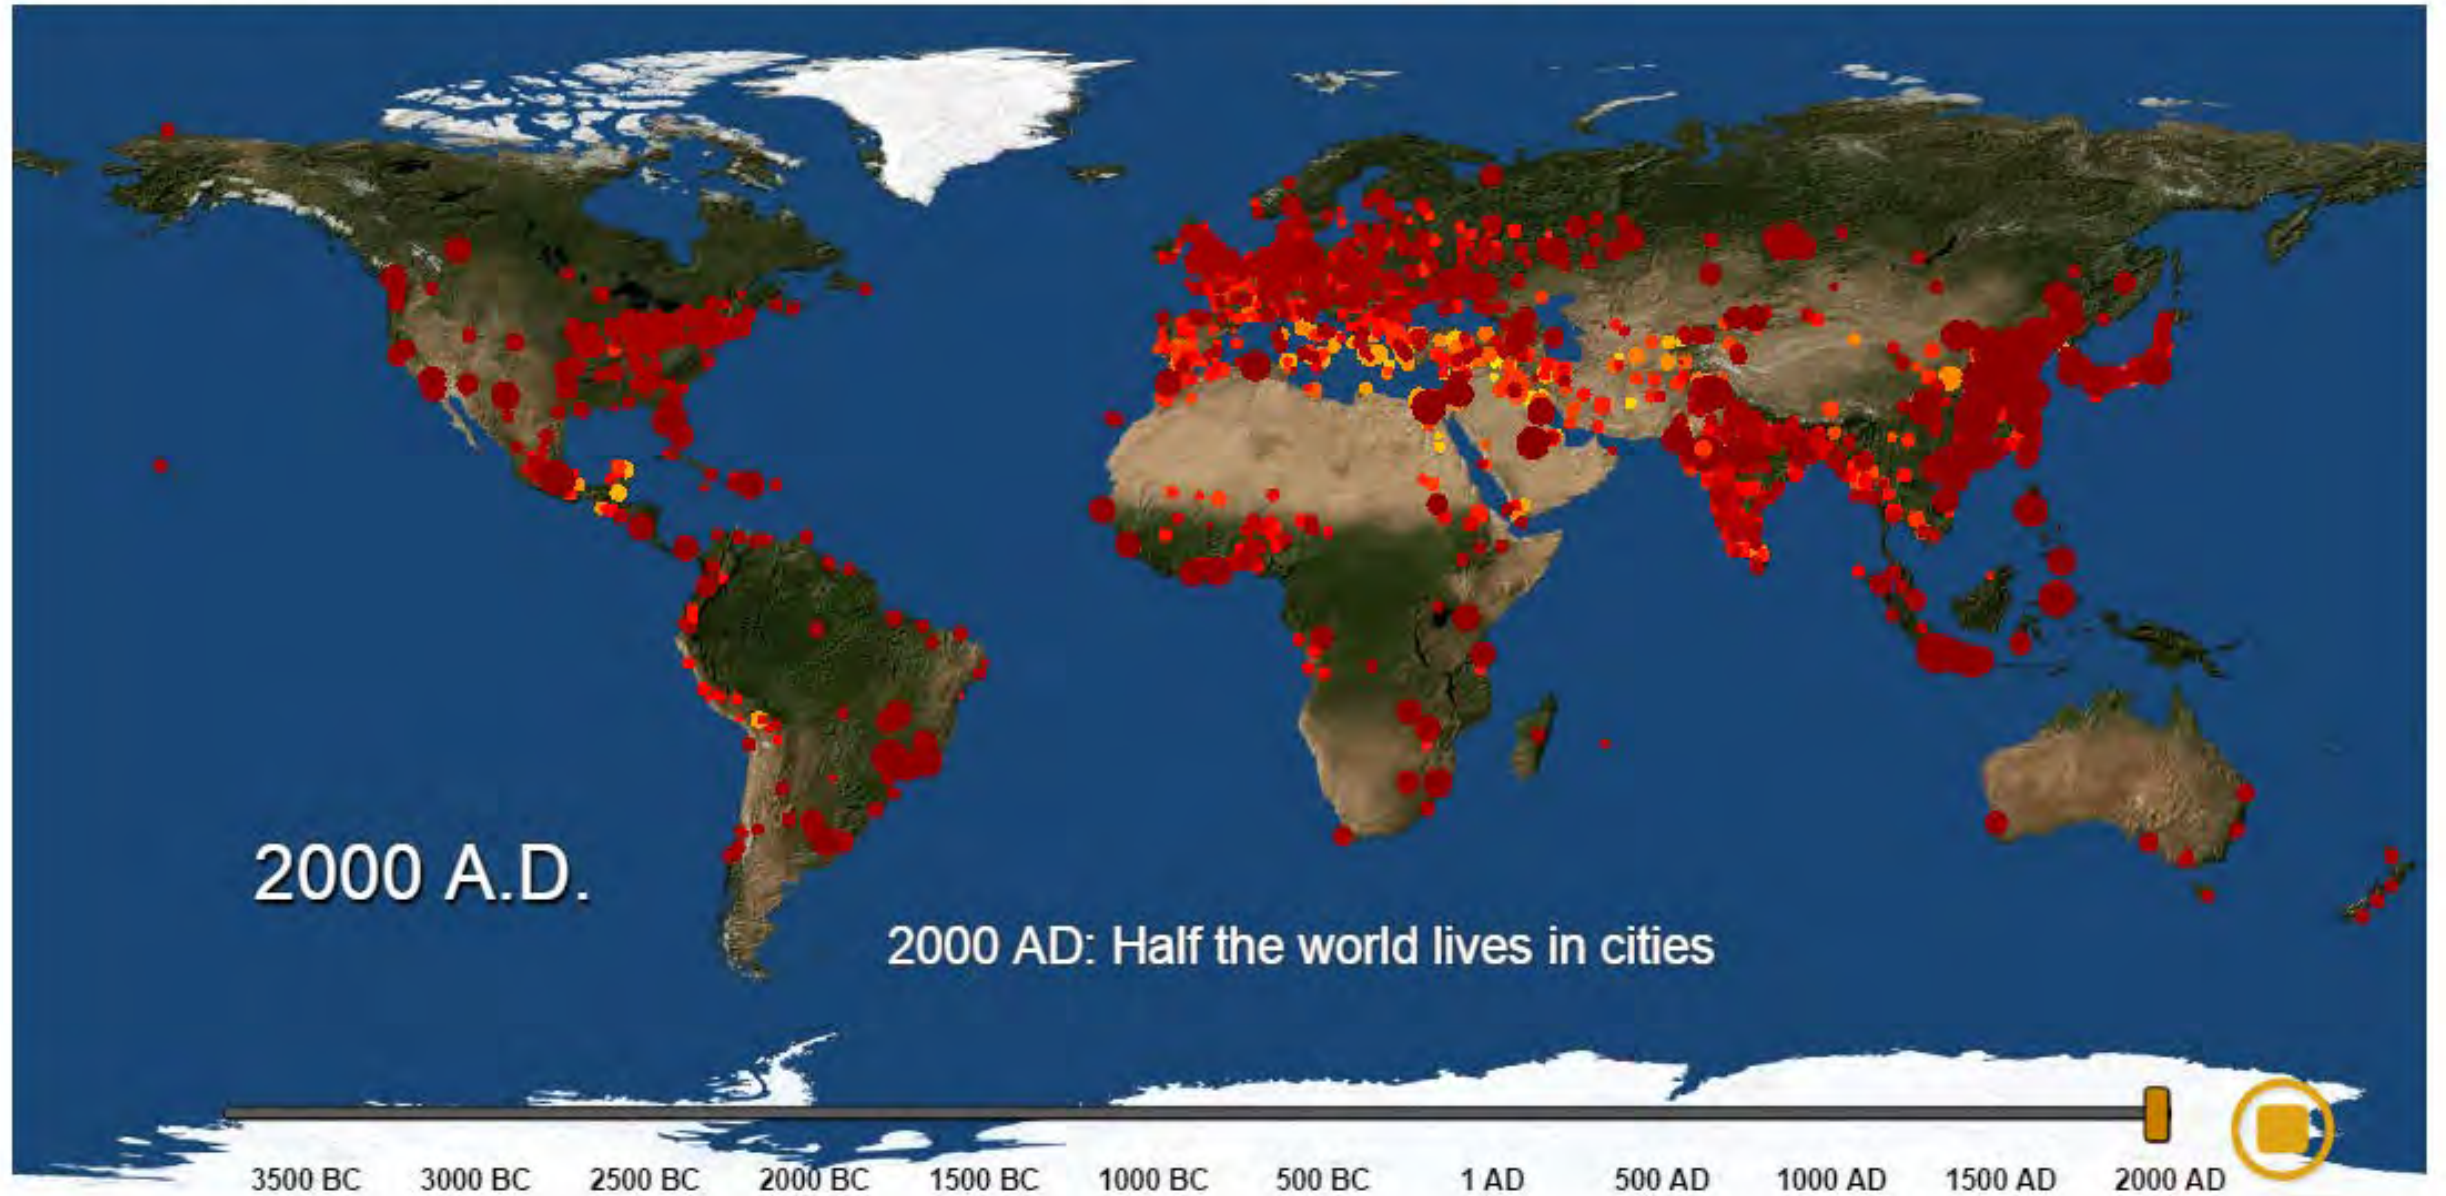 2000 A.D.
2000 AD: Half the world lives in cities
3500 BC 3000 BC 2500 BC 2000 BC 1500 BC 1000 BC 500 BC 1 AD 500 AD 1000 AD 1500 AD 2000 AD